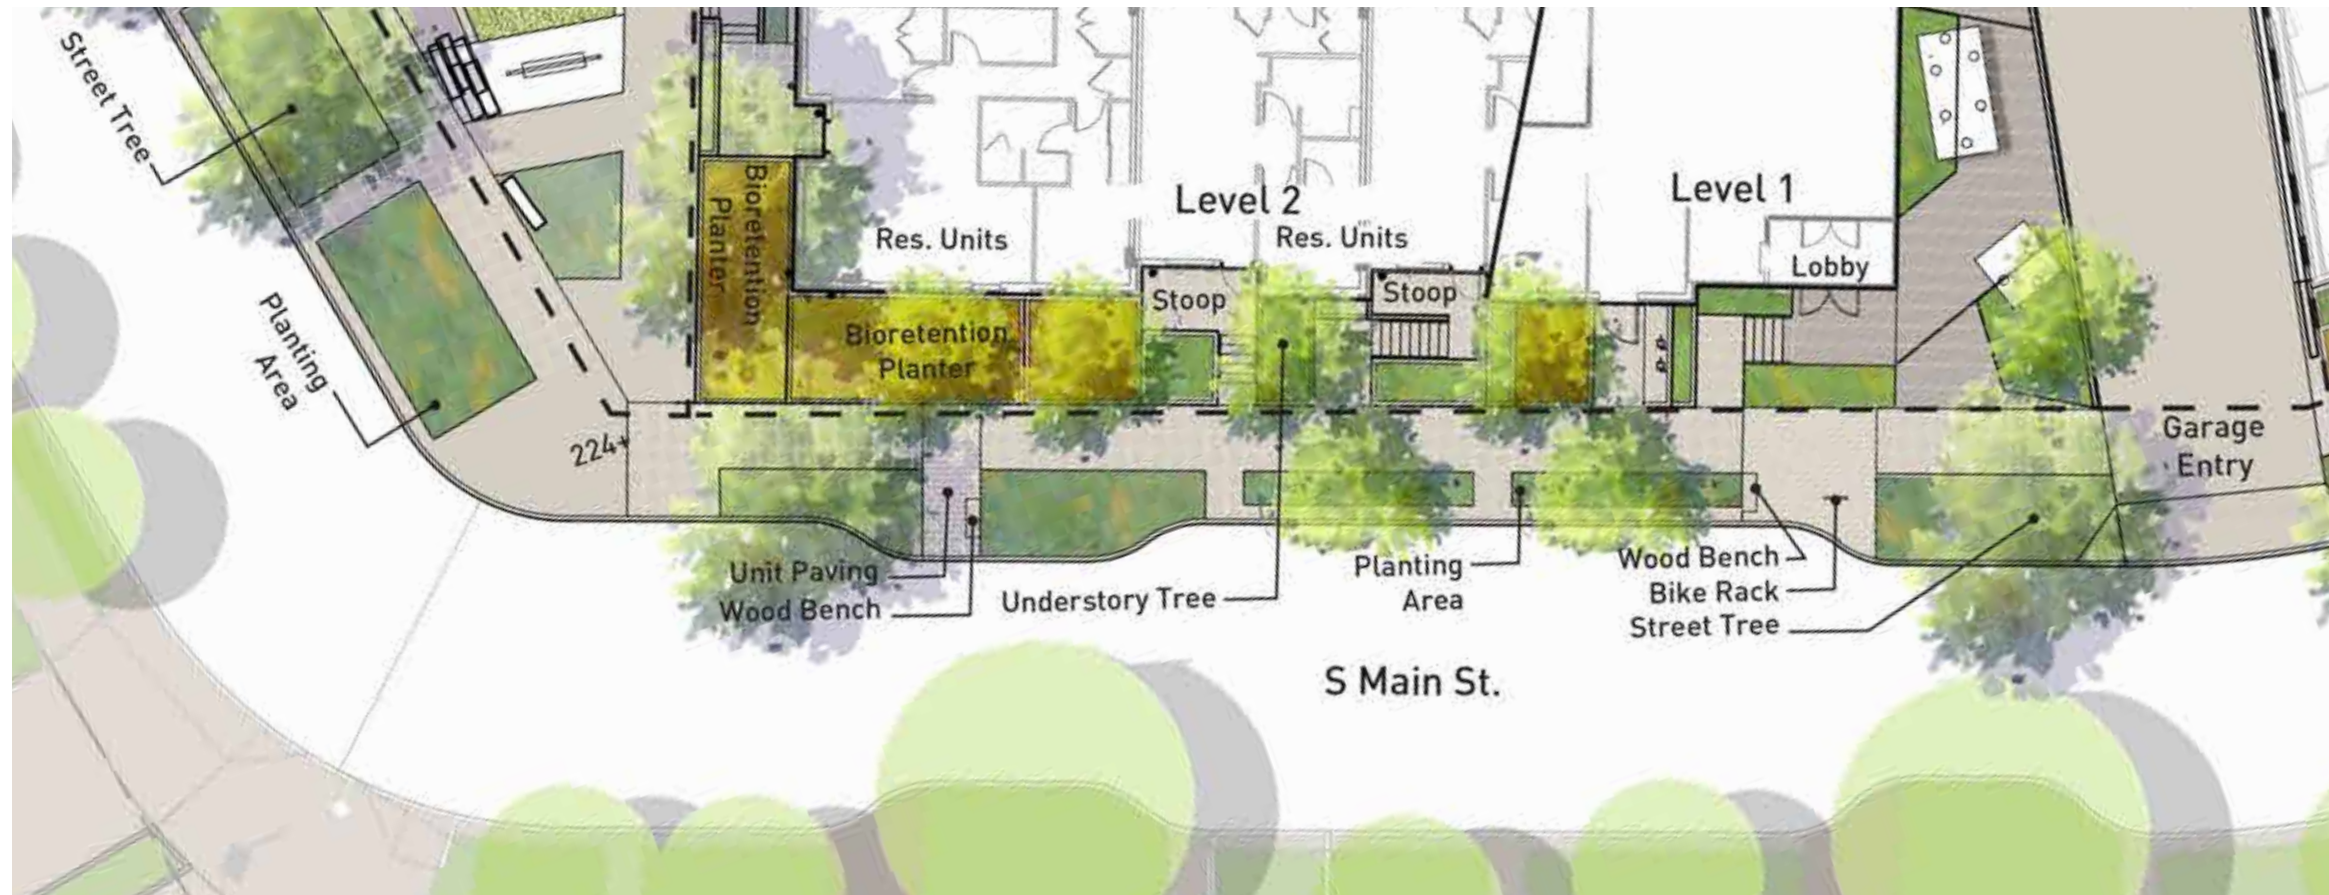 Street Tree
Bioretention
Planter
Level 2
Level 1
Res. Units
Res. Units
Lobby
Stoop
Stoop
Bioretention
Planter
Planting
Area
224+
Garage
Entry
Unit Paving
Wood Bench
Understory Tree
Planting
Area
Wood Bench
Bike Rack
Street Tree
S Main St.